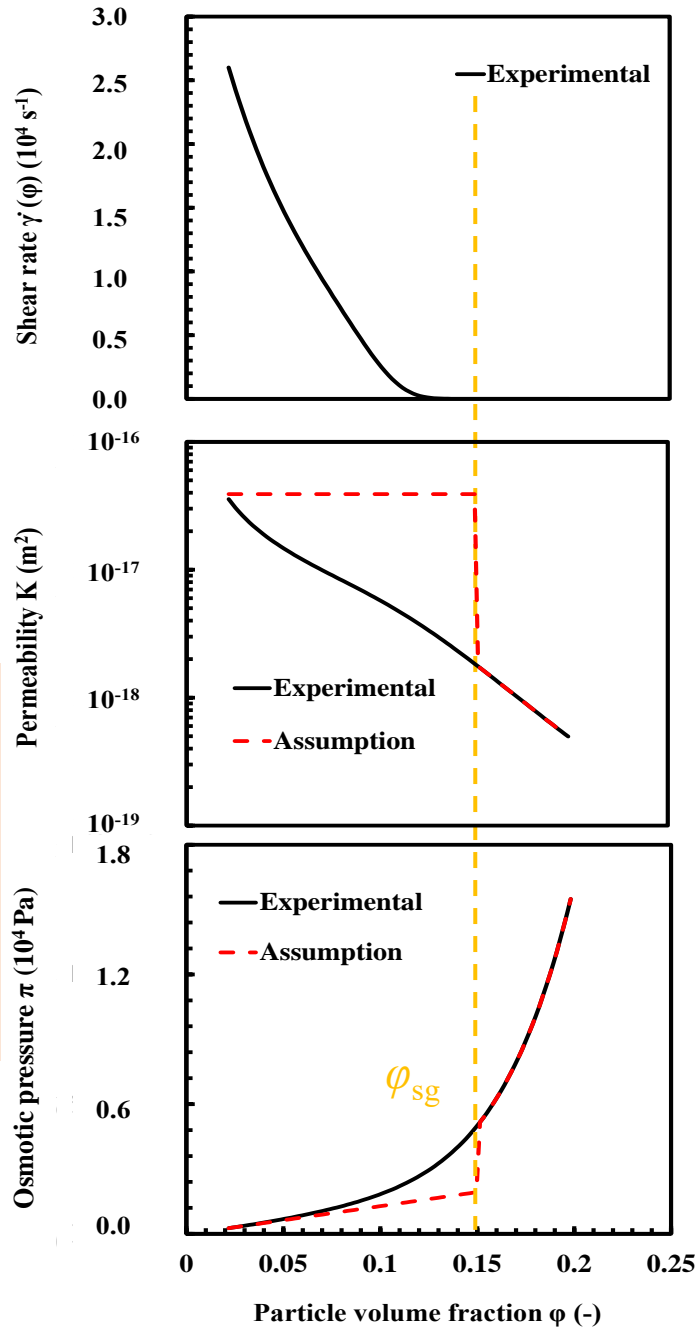 3.0
2.5
2.0
1.5
1.0
0.5
0.0
Shear rate γ̇ (φ) (10⁴ s⁻¹)
Experimental
10⁻¹⁶
10⁻¹⁷
10⁻¹⁸
10⁻¹⁹
Permeability K (m²)
Experimental
Assumption
1.8
1.2
0.6
0.0
Osmotic pressure π (10⁴ Pa)
Experimental
Assumption
φsg
0 0.05 0.1 0.15 0.2 0.25
Particle volume fraction φ (-)